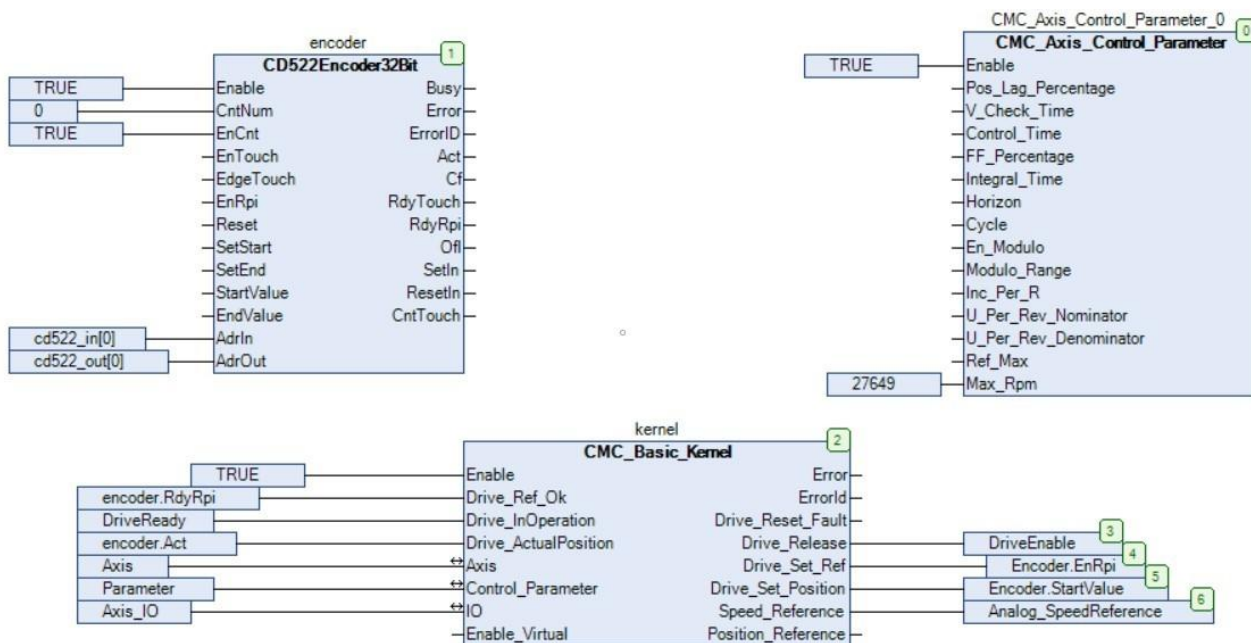 encoder
1
CD522Encoder32Bit
TRUE Enable Busy
0 CntNum Error
TRUE EnCnt ErrorID
EnTouch Act
EdgeTouch Cf
EnRpi RdyTouch
Reset RdyRpi
SetStart Ofl
SetEnd SetIn
StartValue ResetIn
EndValue CntTouch
cd522_in[0] AdrIn
cd522_out[0] AdrOut
CMC_Axis_Control_Parameter_0
0
CMC_Axis_Control_Parameter
TRUE Enable
Pos_Lag_Percentage
V_Check_Time
Control_Time
FF_Percentage
Integral_Time
Horizon
Cycle
En_Modulo
Modulo_Range
Inc_Per_R
U_Per_Rev_Nominator
U_Per_Rev_Denominator
Ref_Max
27649 Max_Rpm
kernel
2
CMC_Basic_Kernel
TRUE Enable Error
encoder.RdyRpi Drive_Ref_Ok ErrorId
DriveReady Drive_InOperation Drive_Reset_Fault
encoder.Act Drive_ActualPosition Drive_Release DriveEnable 3
Axis Axis Drive_Set_Ref Encoder.EnRpi 4
Parameter Control_Parameter Drive_Set_Position Encoder.StartValue 5
Axis_IO IO Speed_Reference Analog_SpeedReference 6
Enable_Virtual Position_Reference